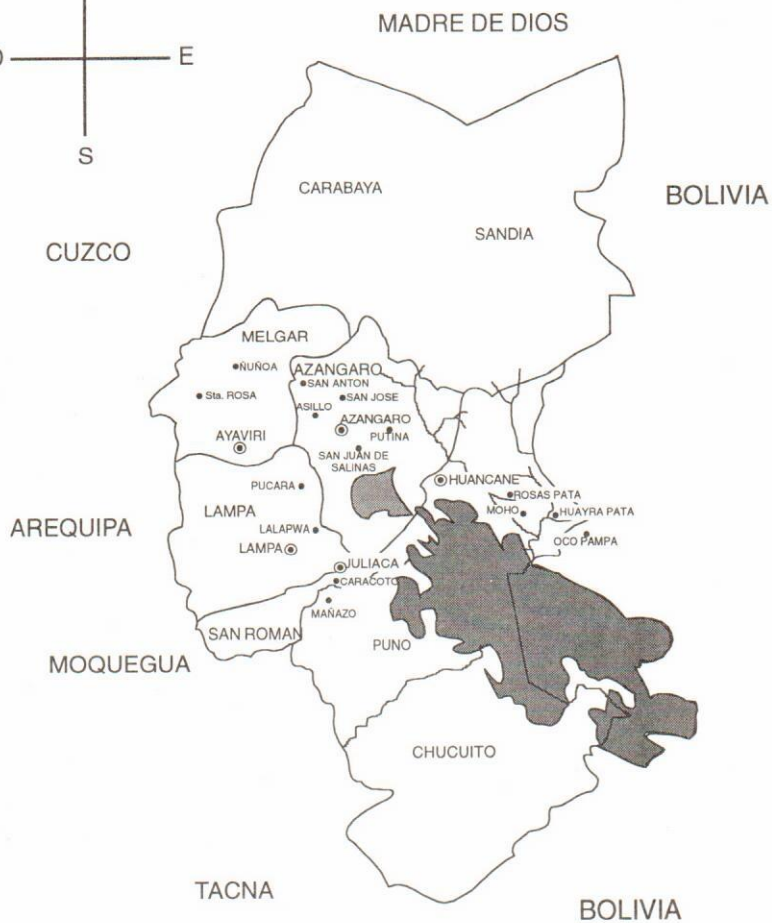 MADRE DE DIOS
O
E
S
CARABAYA
BOLIVIA
SANDIA
CUZCO
MELGAR
ÑUÑOA
AZANGARO
SAN ANTON
Sta. ROSA
SAN JOSE
ASILLO
AZANGARO
PUTINA
AYAVIRI
SAN JUAN DE
SALINAS
HUANCANE
PUCARA
ROSAS PATA
LAMPA
MOHO
HUAYRA PATA
AREQUIPA
LALAPWA
OCO PAMPA
LAMPA
JULIACA
CARACOTO
MAÑAZO
SAN ROMAN
PUNO
MOQUEGUA
CHUCUITO
TACNA
BOLIVIA